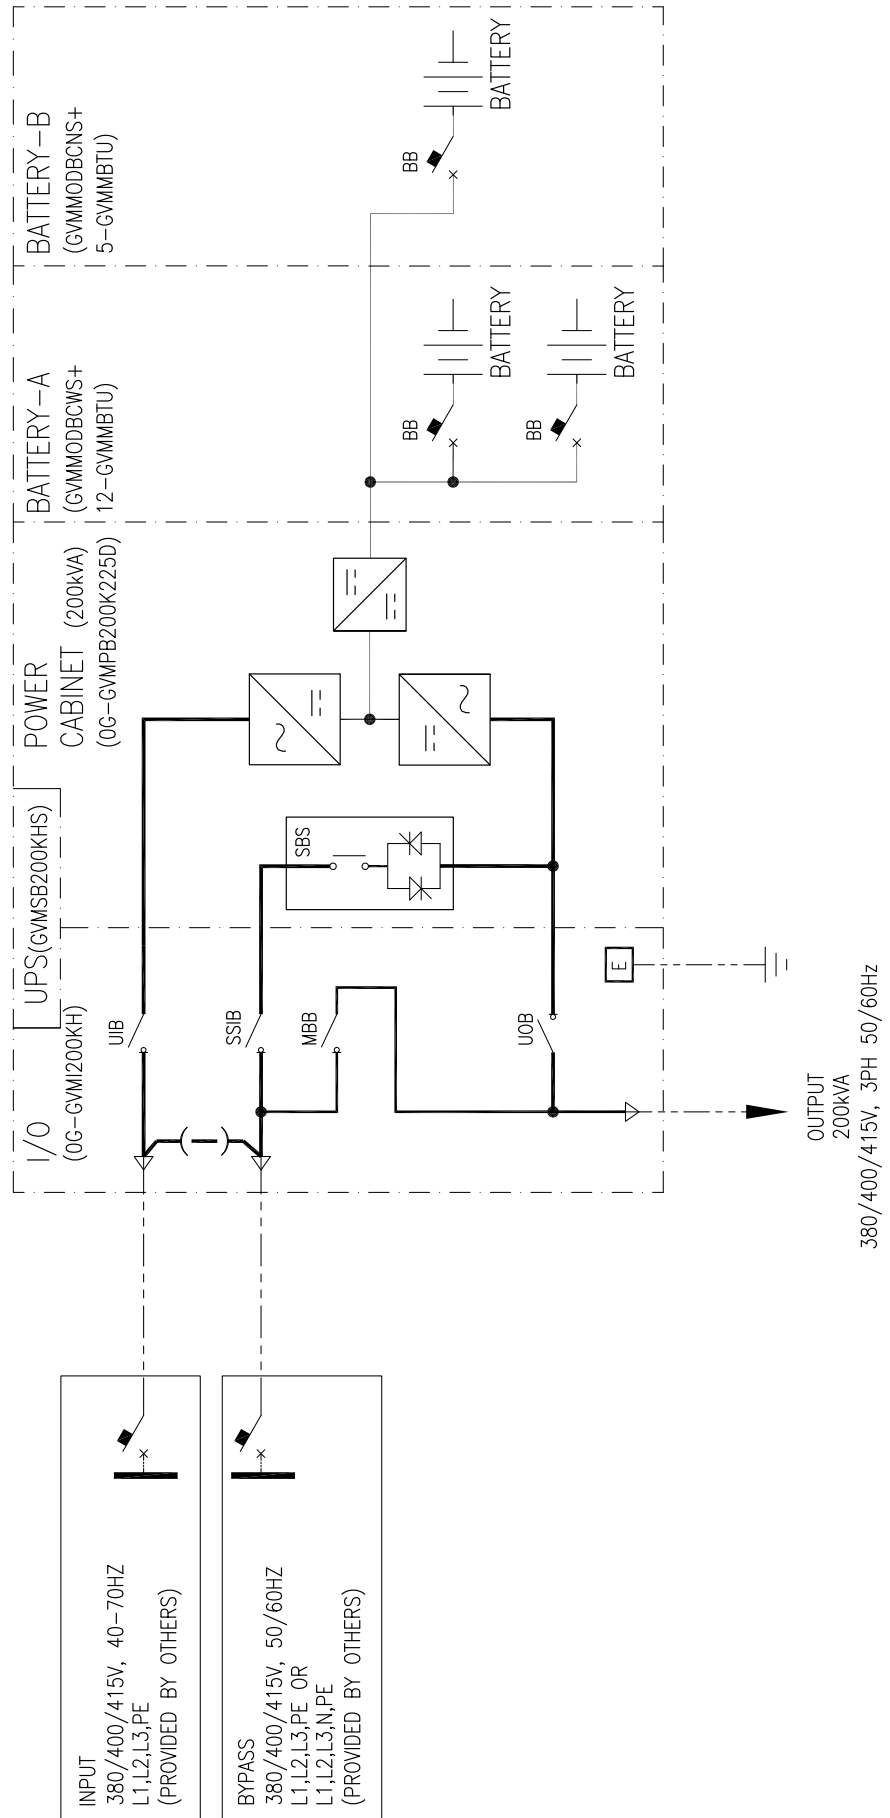 INPUT
380/400/415V, 40-70HZ
L1,L2,L3,PE
(PROVIDED BY OTHERS)
BYPASS
380/400/415V, 50/60HZ
L1,L2,L3,PE OR
L1,L2,L3,N,PE
(PROVIDED BY OTHERS)
I/O
(0G-GVMI200KH)
UPS(GVMSB200KHS)
UIB
SSIB
MBB
UOB
E
POWER
CABINET (200kVA)
(0G-GVMPB200K225D)
SBS
BATTERY-A
(GVMMODBCWS+
12-GVMMBTU)
BB
BATTERY
BB
BATTERY
BATTERY-B
(GVMMODBCNS+
5-GVMMBTU)
BB
BATTERY
OUTPUT
200kVA
380/400/415V, 3PH 50/60Hz